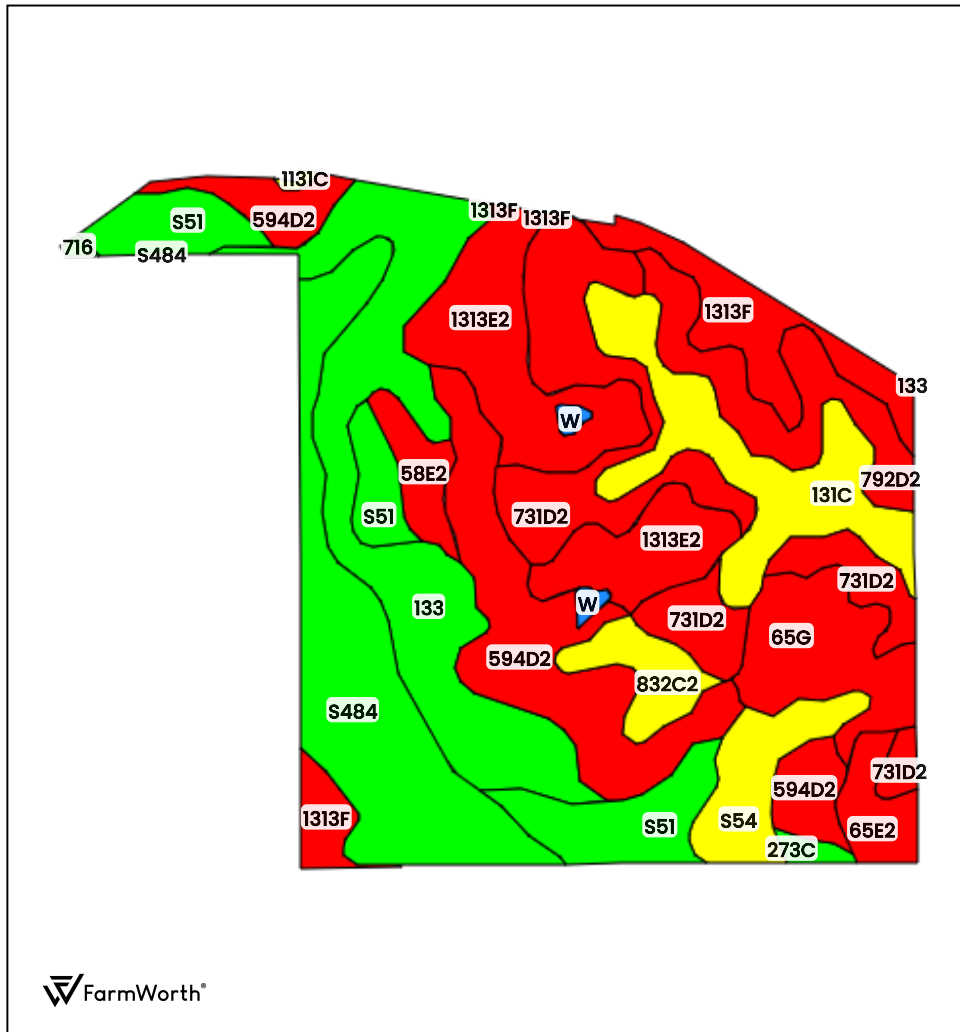 1131C
1313F
1313F
S51
594D2
716
S484
1313F
1313E2
133
W
58E2
792D2
131C
S51
731D2
1313E2
731D2
W
133
731D2
65G
594D2
832C2
S484
731D2
594D2
1313F
S54
S51
65E2
273C
FarmWorth®